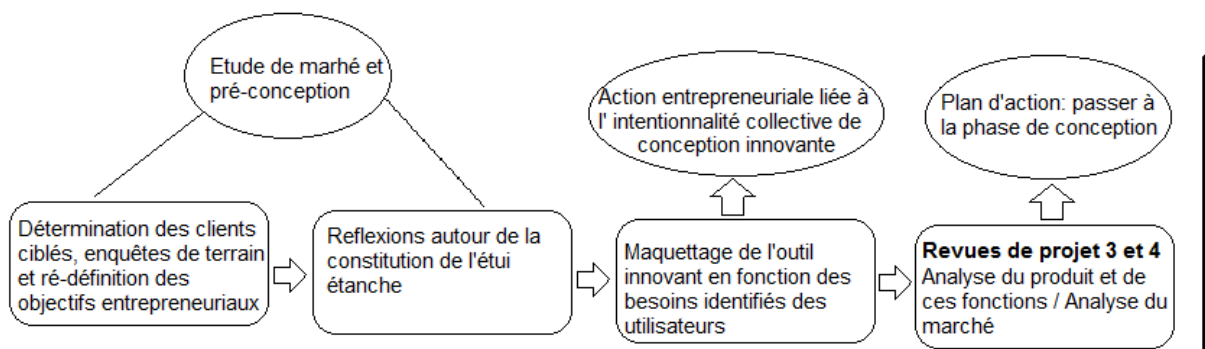 Etude de marhé et
pré-conception
Action entrepreneuriale liée à
l' intentionnalité collective de
conception innovante
Plan d'action: passer à
la phase de conception
Détermination des clients
ciblés, enquêtes de terrain
et ré-définition des
objectifs entrepreneuriaux
Reflexions autour de la
constitution de l'étui
étanche
Maquettage de l'outil
innovant en fonction des
besoins identifiés des
utilisateurs
Revues de projet 3 et 4
Analyse du produit et de
ces fonctions / Analyse du
marché